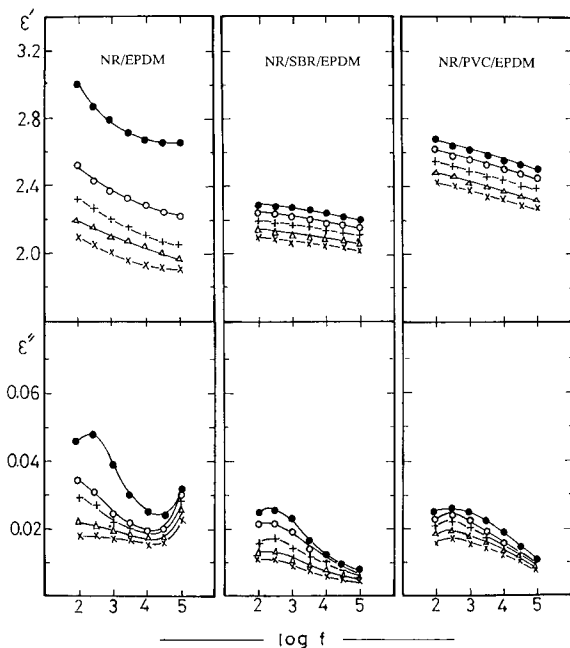 ε′
3.2
2.8
2.4
2.0
NR/EPDM
NR/SBR/EPDM
NR/PVC/EPDM
ε″
0.06
0.04
0.02
2 3 4 5
2 3 4 5
2 3 4 5
log f